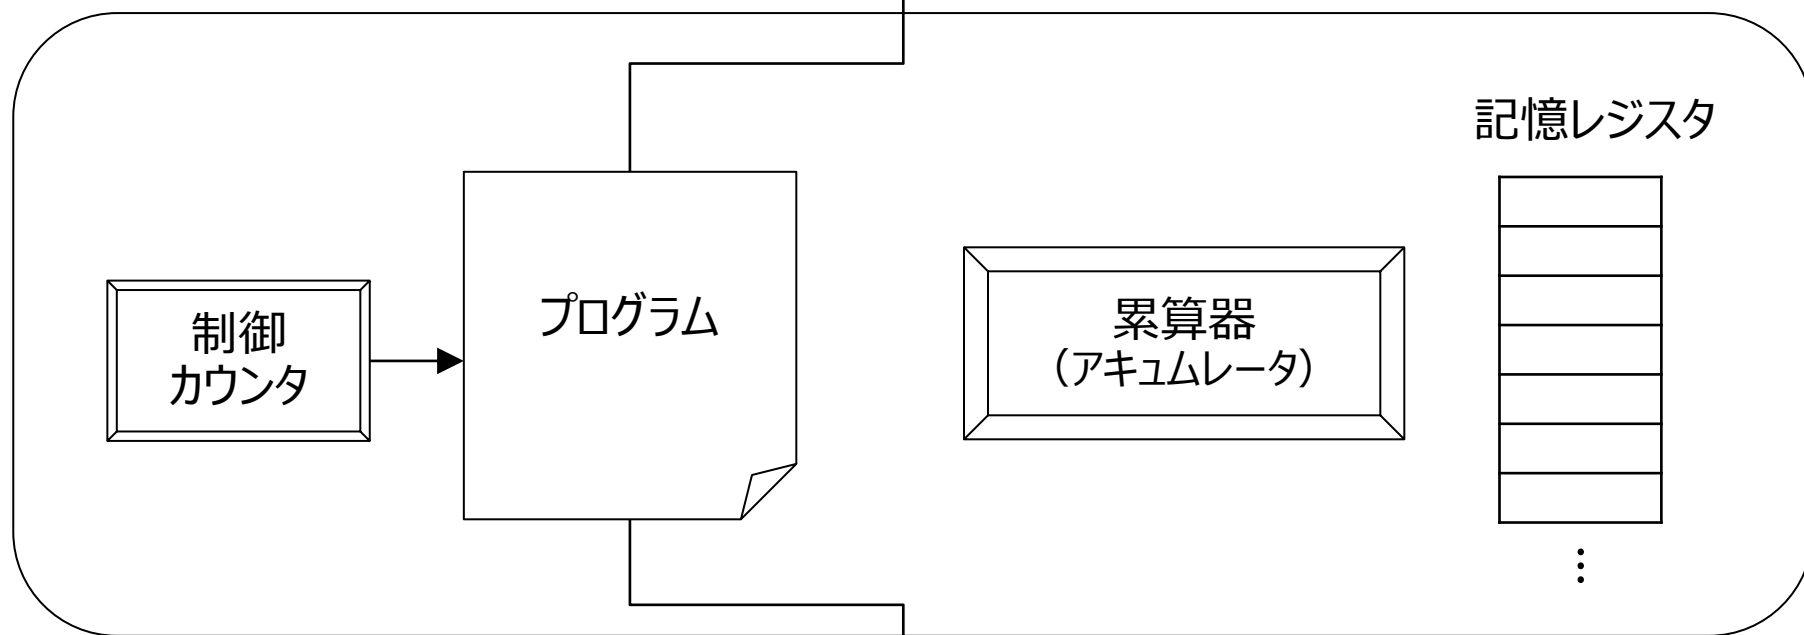 記憶レジスタ
制御
カウンタ
プログラム
累算器
（アキュムレータ）